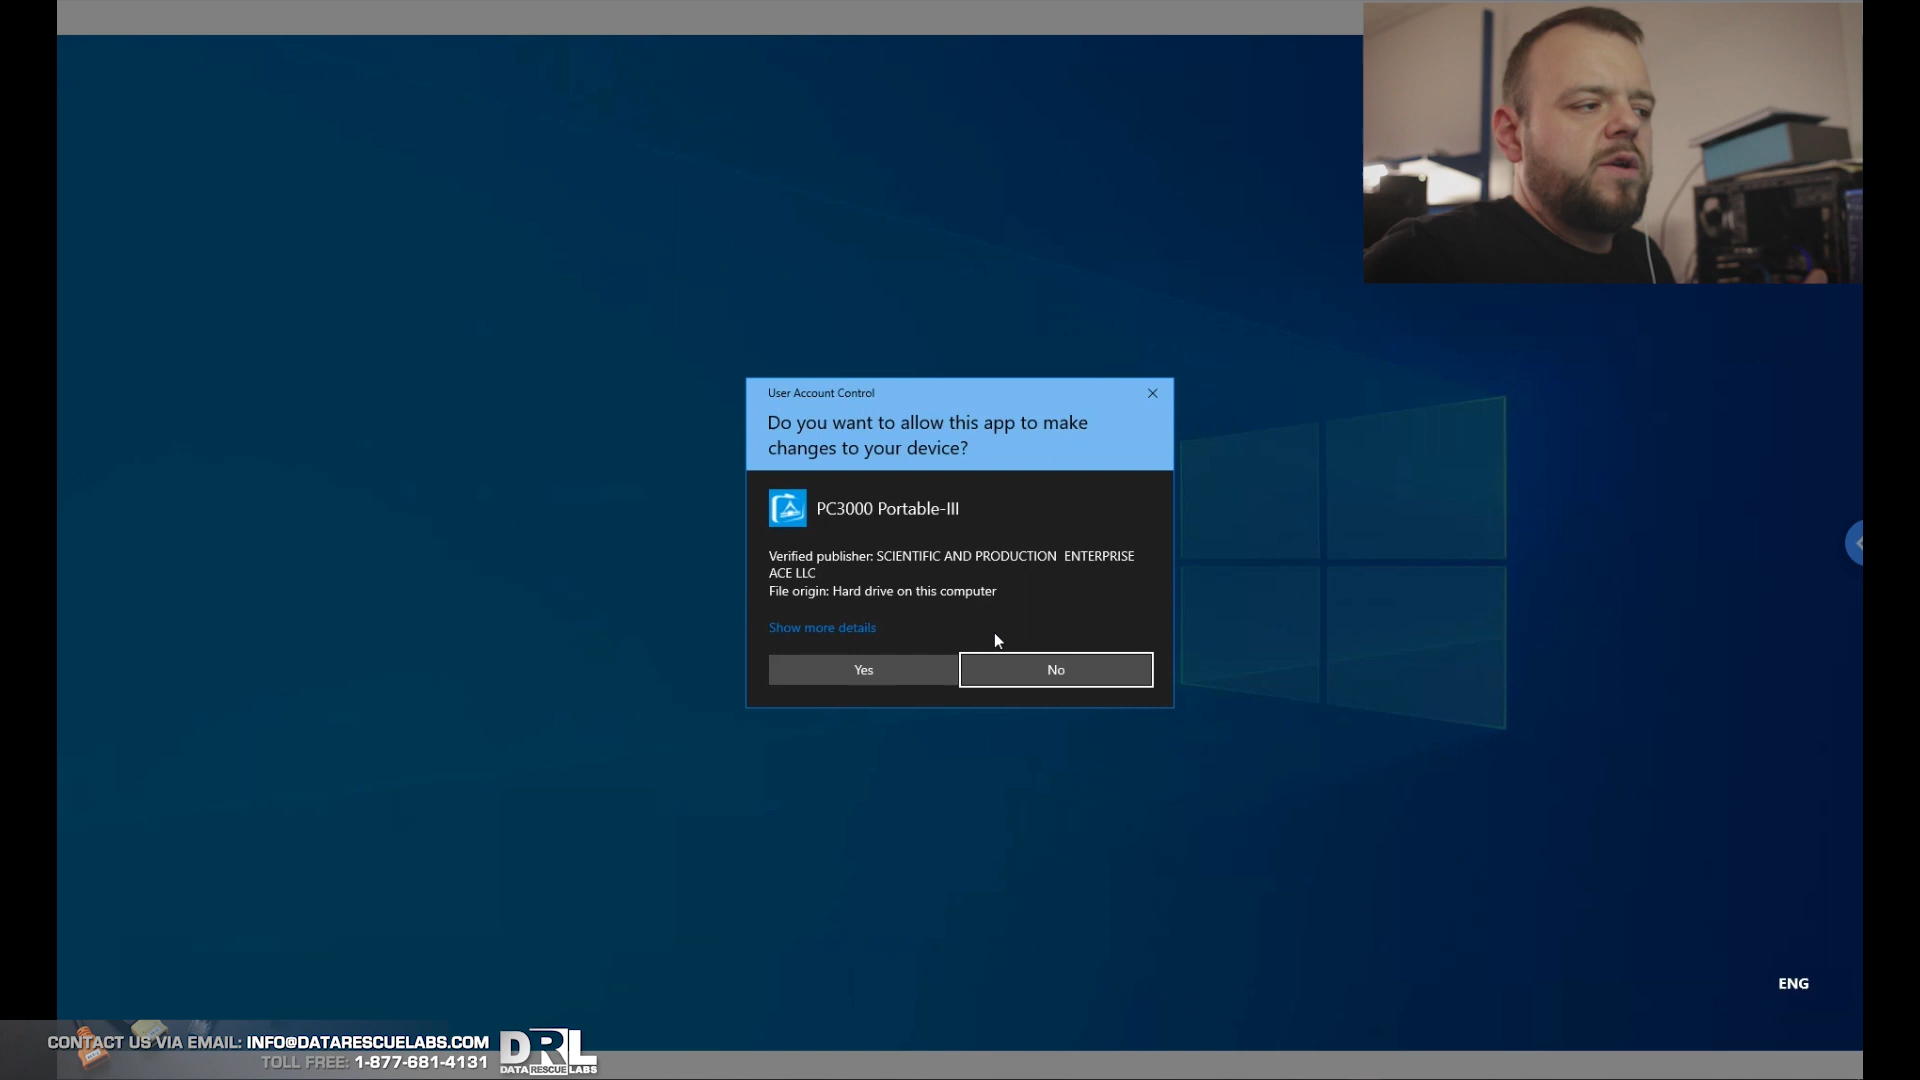 User Account Control
Do you want to allow this app to make
changes to your device?
PC3000 Portable-III
Verified publisher: SCIENTIFIC AND PRODUCTION  ENTERPRISE
ACE LLC
File origin: Hard drive on this computer
Show more details
Yes
No
ENG
CONTACT US VIA EMAIL: INFO@DATARESCUELABS.COM
TOLL FREE: 1-877-681-4131
DRL
DATA RESCUE LABS